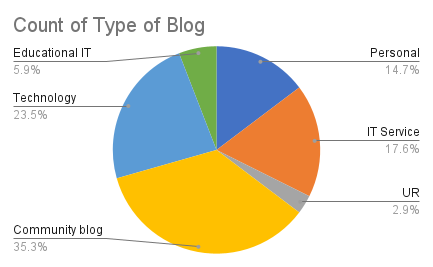 Count of Type of Blog
Educational IT
5.9%
Personal
14.7%
Technology
23.5%
IT Service
17.6%
UR
2.9%
Community blog
35.3%